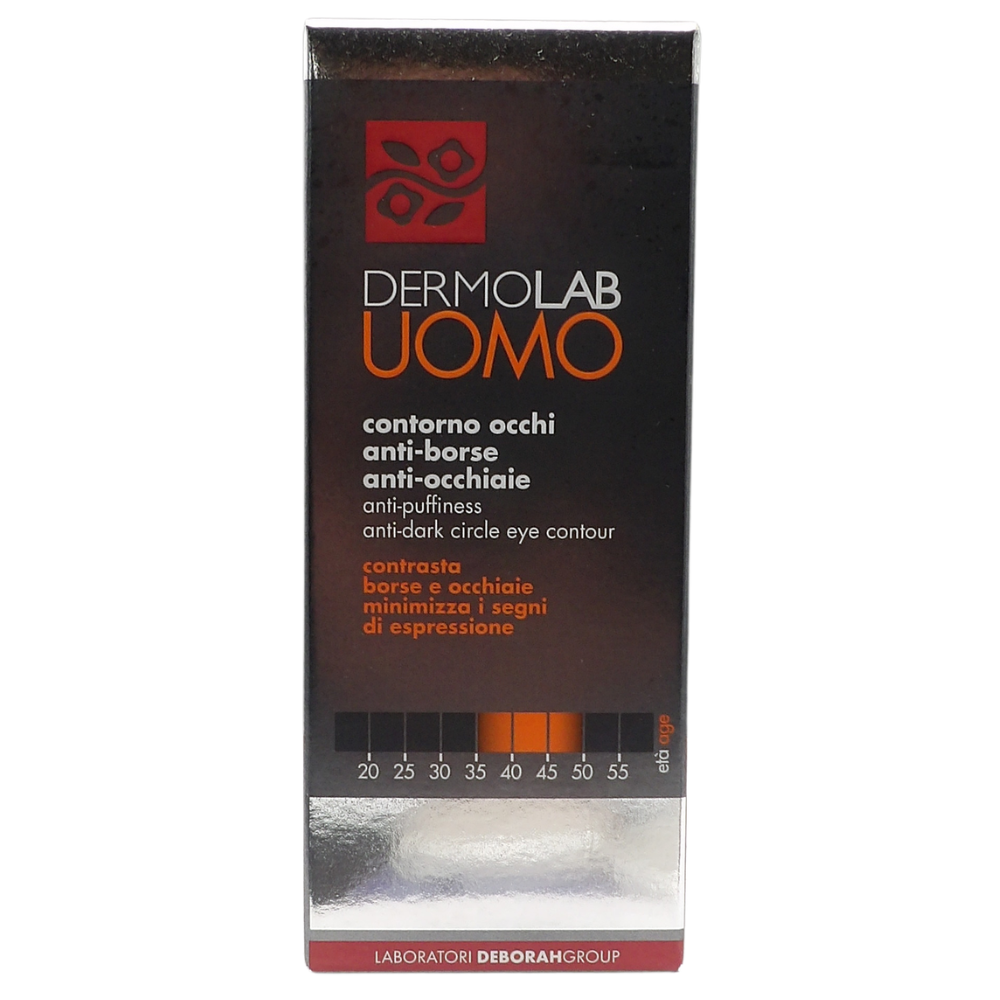 DERMOLAB
UOMO
contorno occhi
anti-borse
anti-occhiaie
anti-puffiness
anti-dark circle eye contour
contrasta
borse e occhiaie
minimizza i segni
di espressione
20 25 30 35 40 45 50 55
età age
LABORATORI DEBORAHGROUP